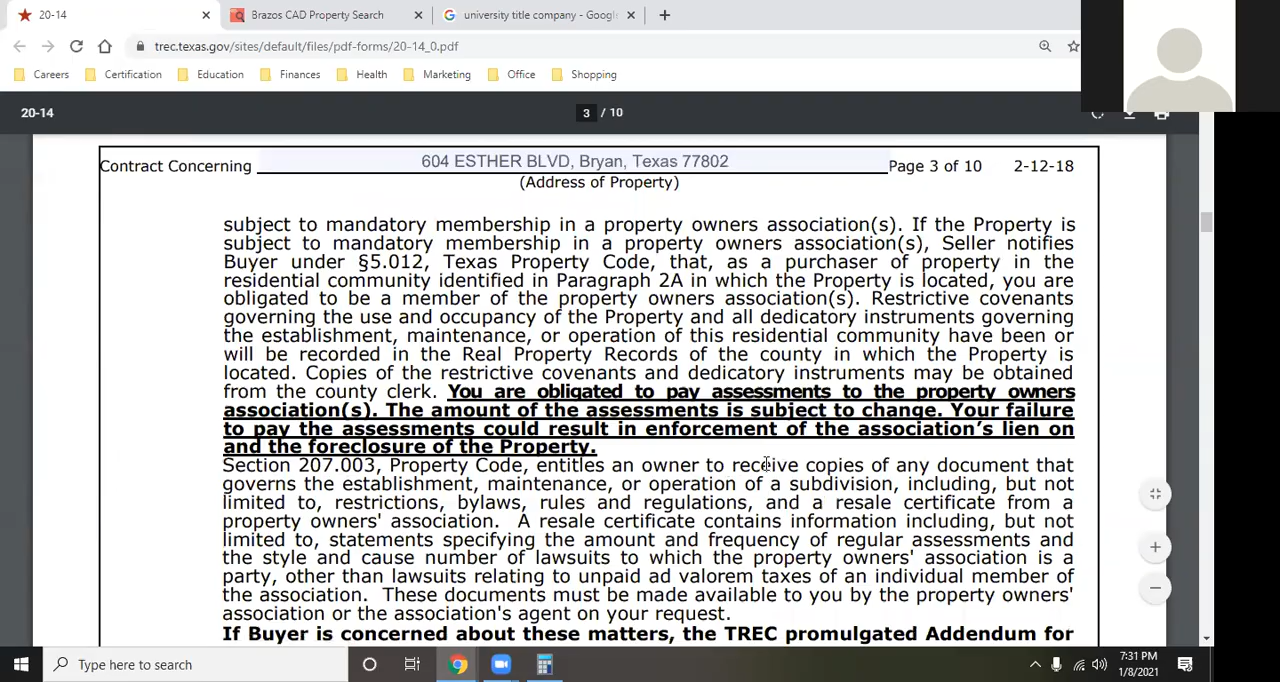 20-14
Brazos CAD Property Search
university title company - Google
trec.texas.gov/sites/default/files/pdf-forms/20-14_0.pdf
Careers Certification Education Finances Health Marketing Office Shopping
20-14 3 / 10
Contract Concerning 604 ESTHER BLVD, Bryan, Texas 77802 Page 3 of 10 2-12-18
(Address of Property)
subject to mandatory membership in a property owners association(s). If the Property is
subject to mandatory membership in a property owners association(s), Seller notifies
Buyer under §5.012, Texas Property Code, that, as a purchaser of property in the
residential community identified in Paragraph 2A in which the Property is located, you are
obligated to be a member of the property owners association(s). Restrictive covenants
governing the use and occupancy of the Property and all dedicatory instruments governing
the establishment, maintenance, or operation of this residential community have been or
will be recorded in the Real Property Records of the county in which the Property is
located. Copies of the restrictive covenants and dedicatory instruments may be obtained
from the county clerk. You are obligated to pay assessments to the property owners
association(s). The amount of the assessments is subject to change. Your failure
to pay the assessments could result in enforcement of the association's lien on
and the foreclosure of the Property.
Section 207.003, Property Code, entitles an owner to receive copies of any document that
governs the establishment, maintenance, or operation of a subdivision, including, but not
limited to, restrictions, bylaws, rules and regulations, and a resale certificate from a
property owners' association. A resale certificate contains information including, but not
limited to, statements specifying the amount and frequency of regular assessments and
the style and cause number of lawsuits to which the property owners' association is a
party, other than lawsuits relating to unpaid ad valorem taxes of an individual member of
the association. These documents must be made available to you by the property owners'
association or the association's agent on your request.
If Buyer is concerned about these matters, the TREC promulgated Addendum for
Type here to search
7:31 PM
1/8/2021